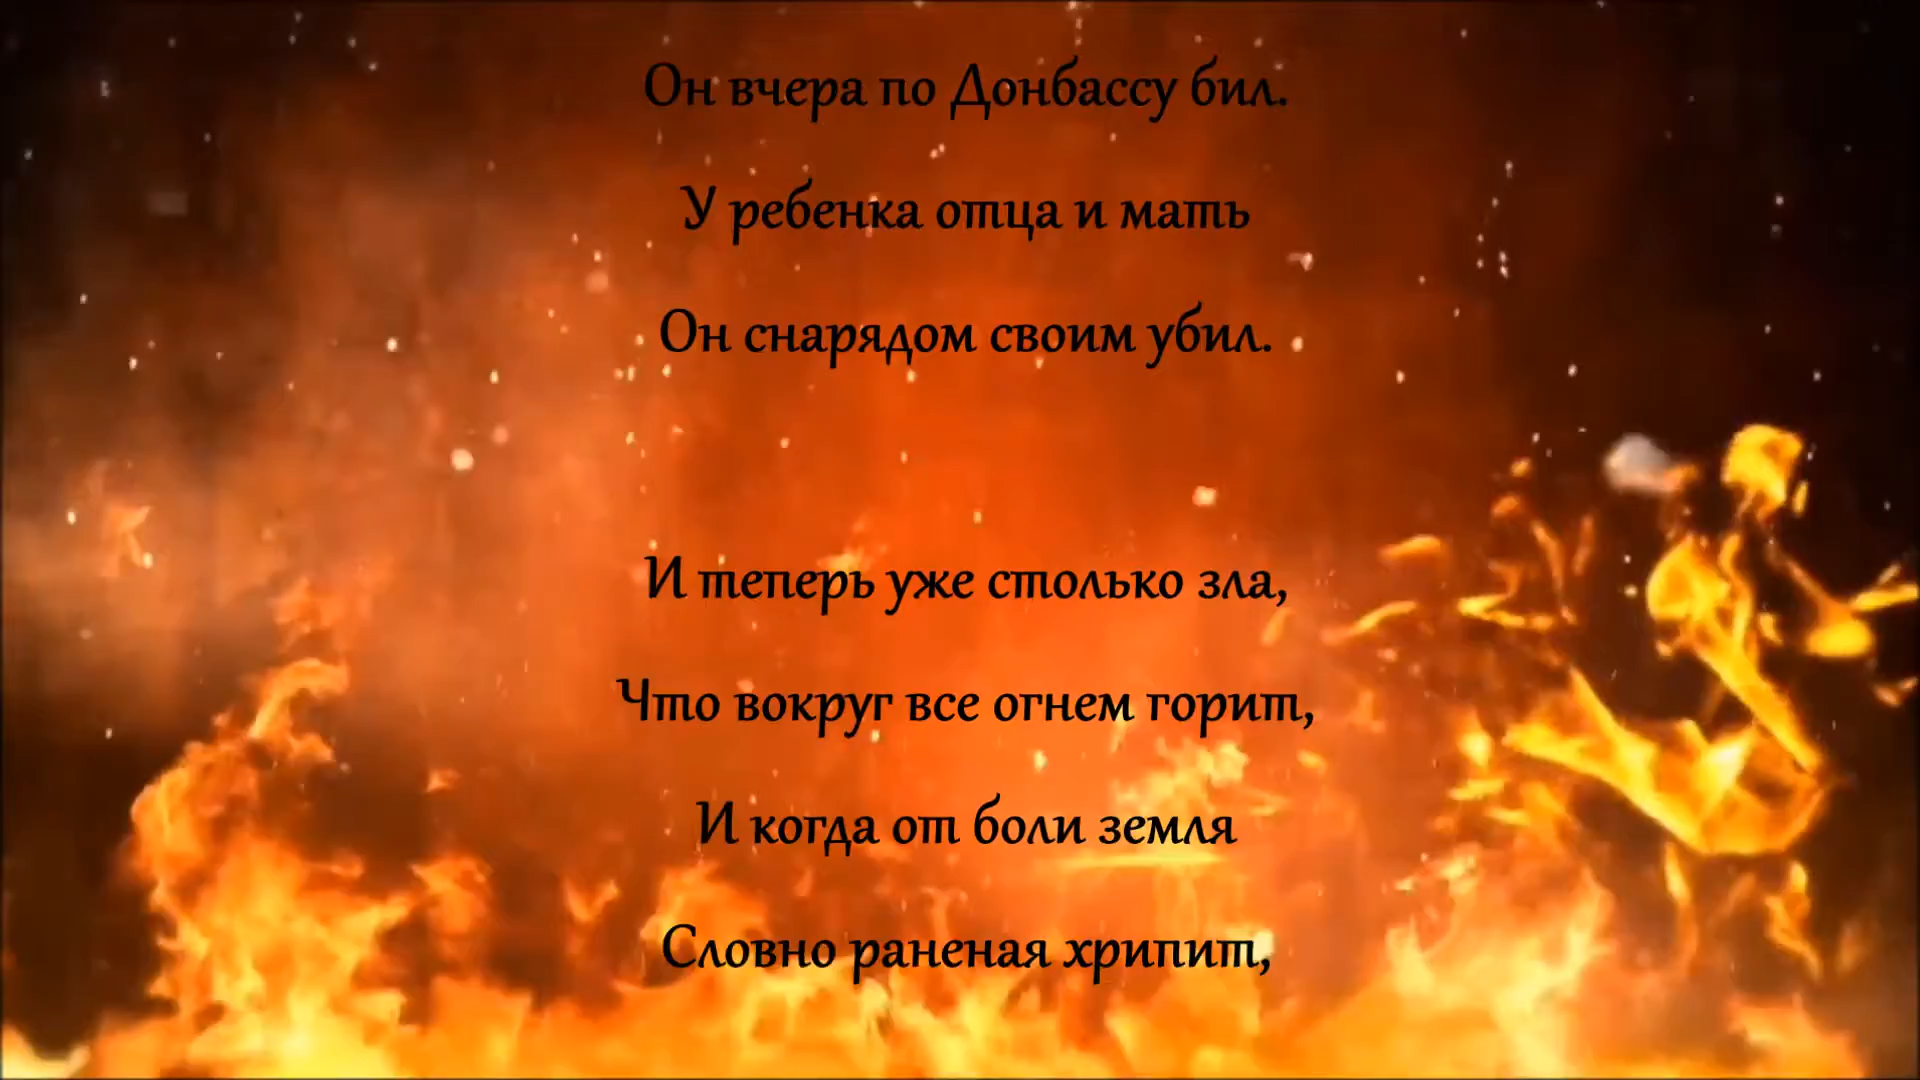 Он вчера по Донбассу бил.
У ребенка отца и мать
Он снарядом своим убил.
И теперь уже столько зла,
Что вокруг все огнем горит,
И когда от боли земля
Словно раненая хрипит,